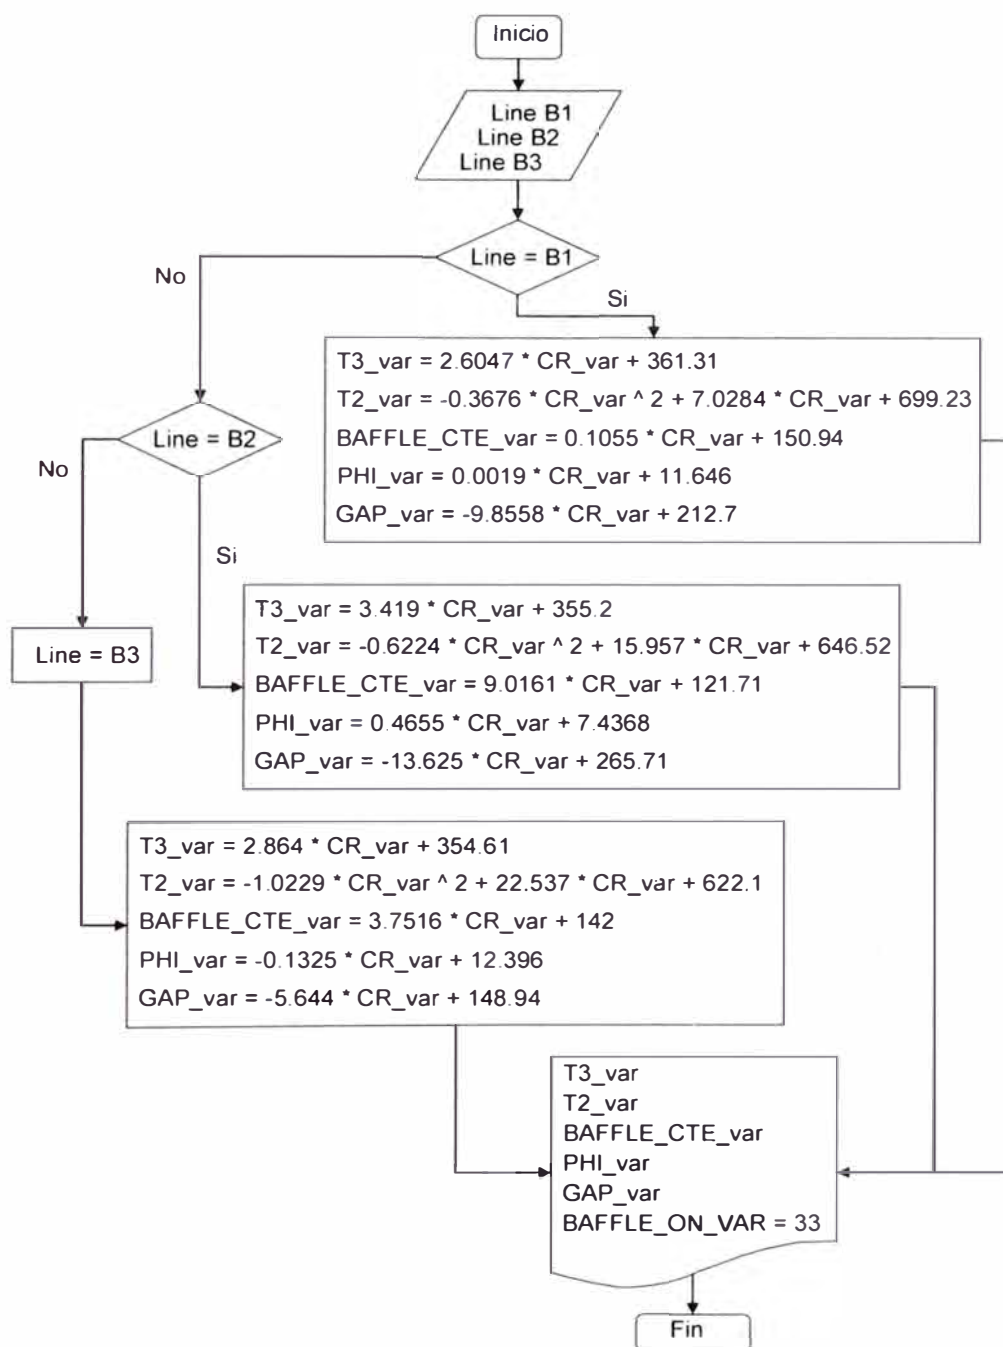 Inicio
Line B1
Line B2
Line B3
Line = B1
No
Si
T3_var = 2.6047 * CR_var + 361.31
T2_var = -0.3676 * CR_var ^ 2 + 7.0284 * CR_var + 699.23
BAFFLE_CTE_var = 0.1055 * CR_var + 150.94
PHI_var = 0.0019 * CR_var + 11.646
GAP_var = -9.8558 * CR_var + 212.7
Line = B2
No
Si
T3_var = 3.419 * CR_var + 355.2
T2_var = -0.6224 * CR_var ^ 2 + 15.957 * CR_var + 646.52
BAFFLE_CTE_var = 9.0161 * CR_var + 121.71
PHI_var = 0.4655 * CR_var + 7.4368
GAP_var = -13.625 * CR_var + 265.71
Line = B3
T3_var = 2.864 * CR_var + 354.61
T2_var = -1.0229 * CR_var ^ 2 + 22.537 * CR_var + 622.1
BAFFLE_CTE_var = 3.7516 * CR_var + 142
PHI_var = -0.1325 * CR_var + 12.396
GAP_var = -5.644 * CR_var + 148.94
T3_var
T2_var
BAFFLE_CTE_var
PHI_var
GAP_var
BAFFLE_ON_VAR = 33
Fin